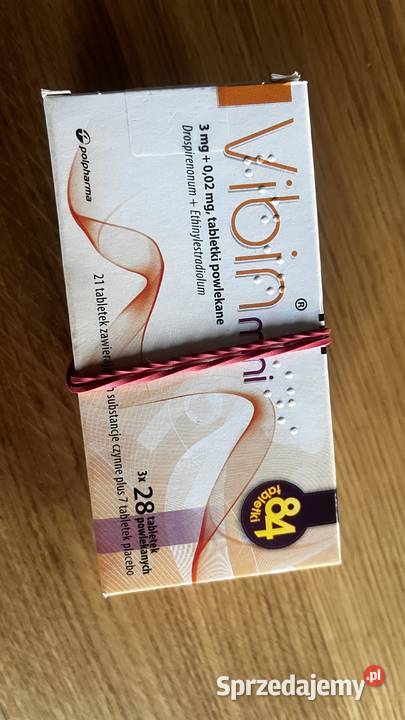 Vibin® mini
3 mg + 0,02 mg, tabletki powlekane
Drospirenonum + Ethinylestradiolum
polpharma
21 tabletek substancje czynne plus 7 tabletek placebo
3x 28 tabletek
powlekanych
84
tabletki
Sprzedajemy.pl